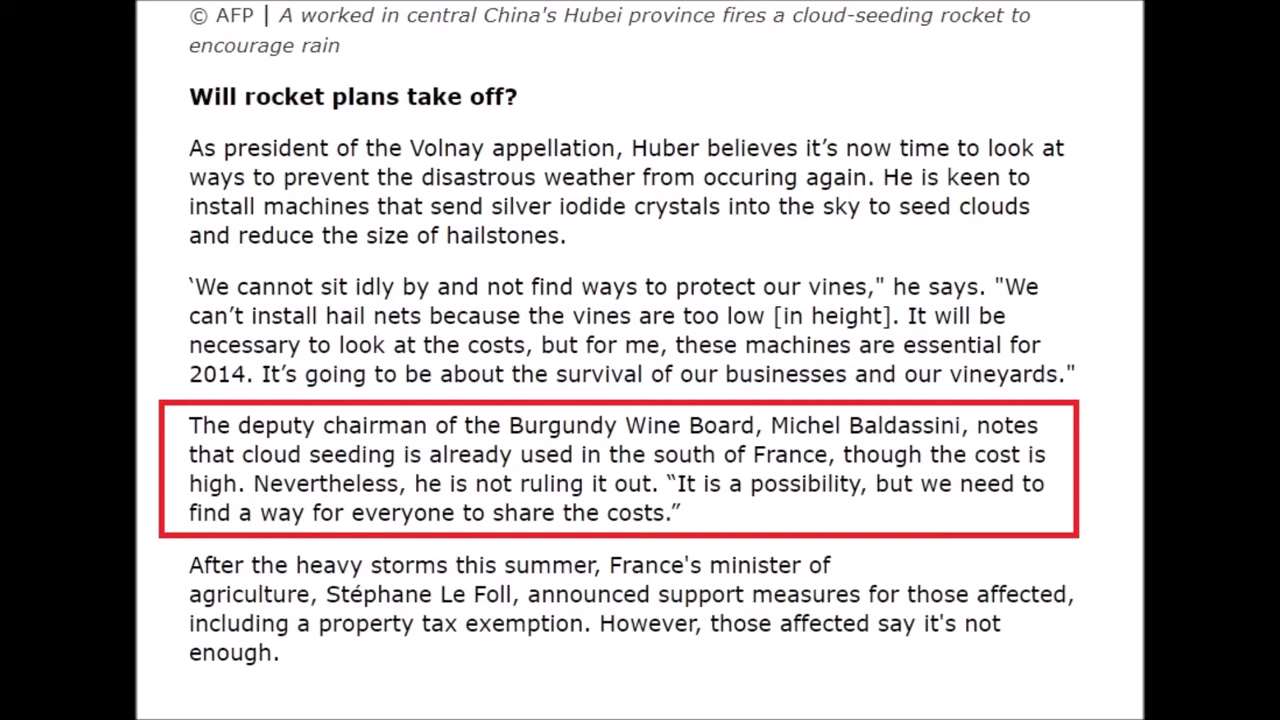 © AFP | A worked in central China's Hubei province fires a cloud-seeding rocket to
encourage rain
Will rocket plans take off?
As president of the Volnay appellation, Huber believes it’s now time to look at
ways to prevent the disastrous weather from occuring again. He is keen to
install machines that send silver iodide crystals into the sky to seed clouds
and reduce the size of hailstones.
‘We cannot sit idly by and not find ways to protect our vines," he says. "We
can’t install hail nets because the vines are too low [in height]. It will be
necessary to look at the costs, but for me, these machines are essential for
2014. It’s going to be about the survival of our businesses and our vineyards."
The deputy chairman of the Burgundy Wine Board, Michel Baldassini, notes
that cloud seeding is already used in the south of France, though the cost is
high. Nevertheless, he is not ruling it out. “It is a possibility, but we need to
find a way for everyone to share the costs.”
After the heavy storms this summer, France's minister of
agriculture, Stéphane Le Foll, announced support measures for those affected,
including a property tax exemption. However, those affected say it's not
enough.